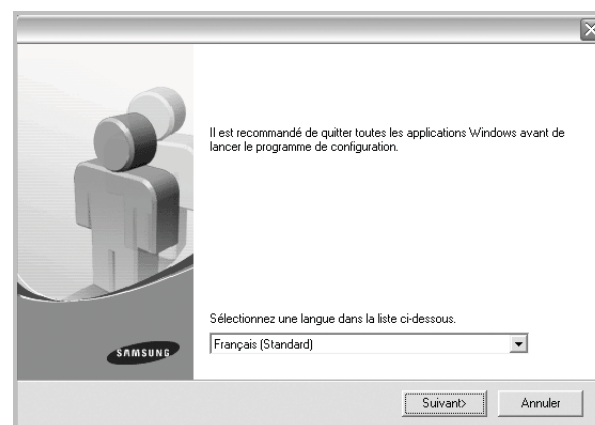 Il est recommandé de quitter toutes les applications Windows avant de
lancer le programme de configuration.
Sélectionnez une langue dans la liste ci-dessous.
Français (Standard)
SAMSUNG
Suivant>
Annuler